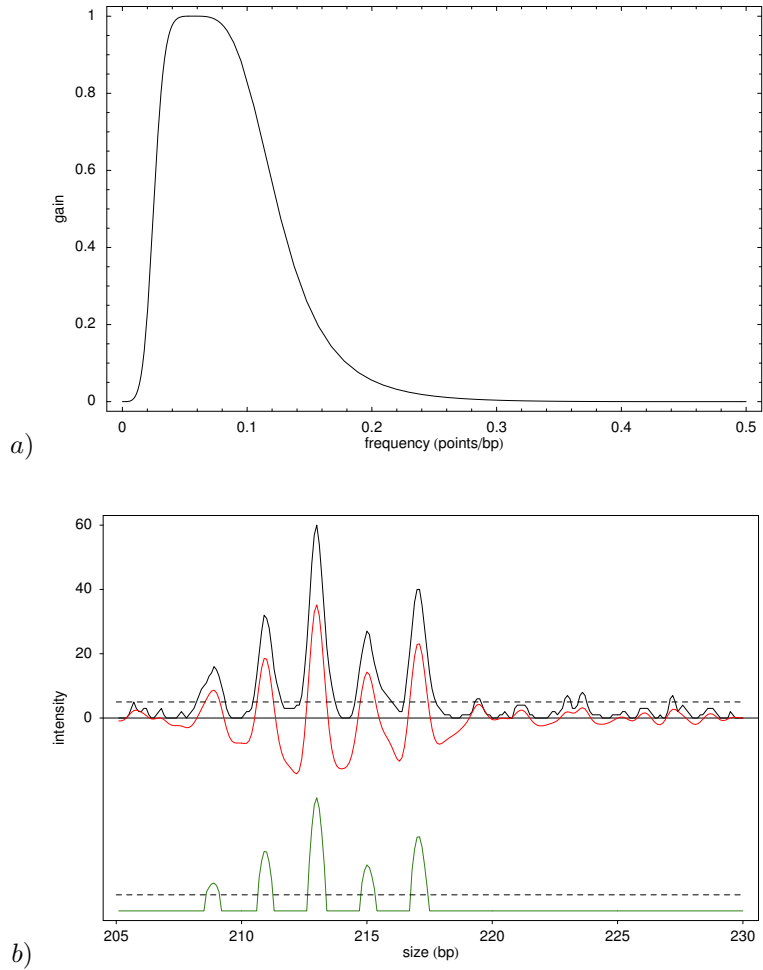 1
0.8
0.6
0.4
0.2
0
gain
0 0.1 0.2 0.3 0.4 0.5
frequency (points/bp)
a)
60
40
20
0
intensity
205 210 215 220 225 230
size (bp)
b)